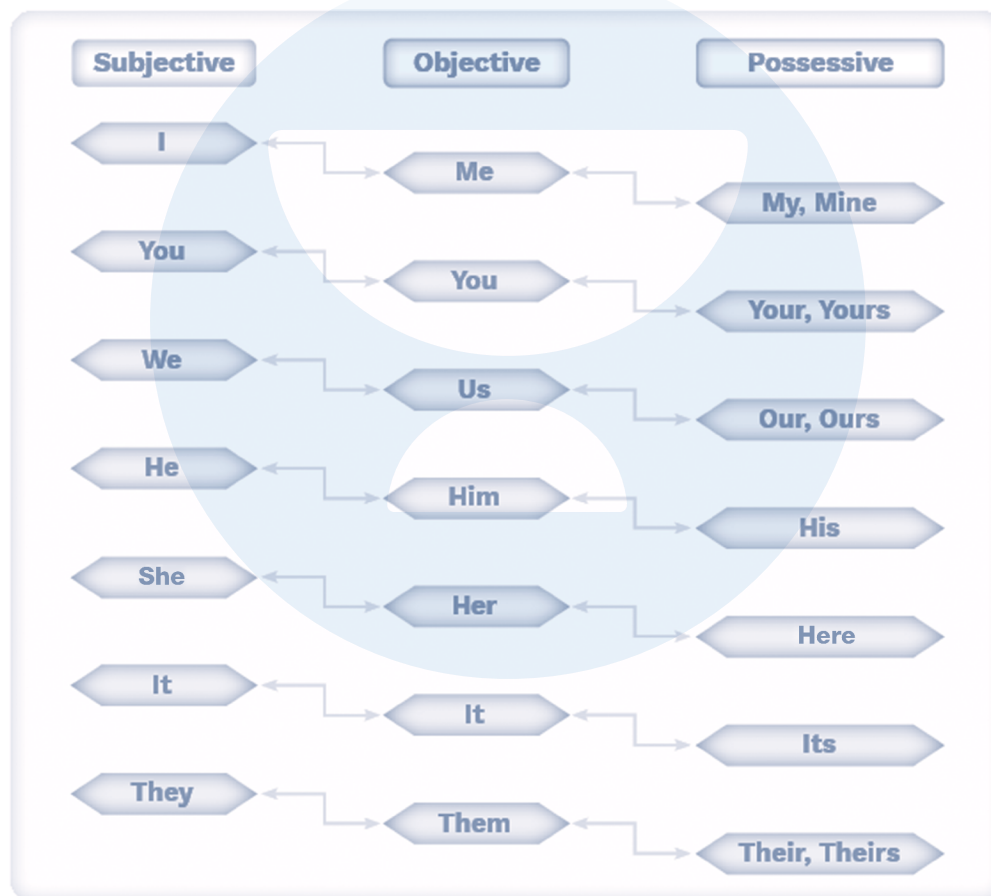 Subjective Objective Possessive
I
Me
My, Mine
You
You
Your, Yours
We
Us
Our, Ours
He
Him
His
She
Her
Here
It
It
Its
They
Them
Their, Theirs